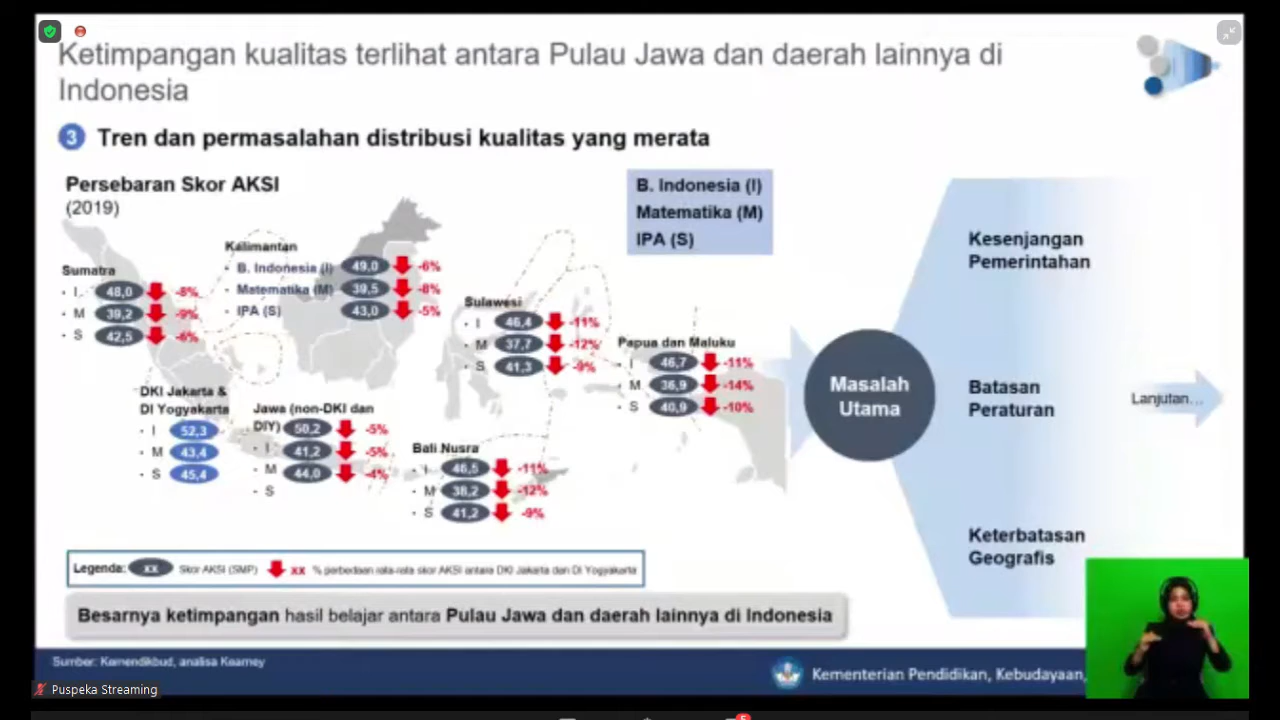 Ketimpangan kualitas terlihat antara Pulau Jawa dan daerah lainnya di
Indonesia
3 Tren dan permasalahan distribusi kualitas yang merata
Persebaran Skor AKSI
(2019)
B. Indonesia (I)
Matematika (M)
IPA (S)
Kalimantan
B. Indonesia (I) 49,0 -6%
Matematika (M) 39,5 -8%
IPA (S) 43,0 -5%
Sumatra
I 48,0 -8%
M 39,2 -9%
S 42,5 -6%
Sulawesi
I 46,4 -11%
M 37,7 -12%
S 41,3 -9%
Papua dan Maluku
I 46,7 -11%
M 36,9 -14%
S 40,9 -10%
DKI Jakarta &
DI Yogyakarta
I 52,3
M 43,4
S 45,4
Jawa (non-DKI dan
DIY) 50,2 -5%
I 41,2 -5%
M 44,0 -4%
S
Bali Nusra
I 46,5 -11%
M 38,2 -12%
S 41,2 -9%
Masalah
Utama
Kesenjangan
Pemerintahan
Batasan
Peraturan
Keterbatasan
Geografis
Lanjutan...
Legenda: xx Skor AKSI (SMP) xx % perbedaan rata-rata skor AKSI antara DKI Jakarta dan DI Yogyakarta
Besarnya ketimpangan hasil belajar antara Pulau Jawa dan daerah lainnya di Indonesia
Sumber: Kemendikbud, analisa Kearney
Kementerian Pendidikan, Kebudayaan,
Puspeka Streaming
5